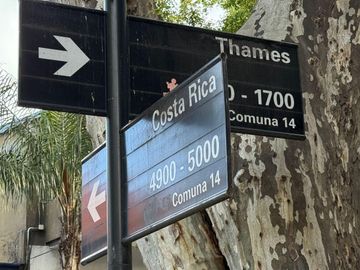 Thames
0 - 1700
Comuna 14
Costa Rica
4900 - 5000
Comuna 14